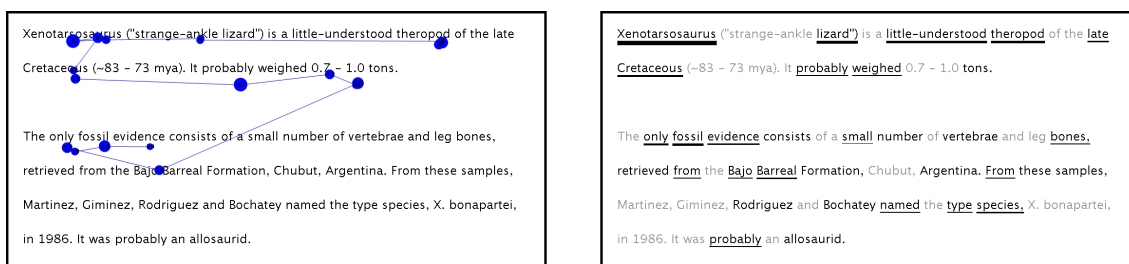 Xenotarsosaurus ("strange-ankle lizard") is a little-understood theropod of the late
Cretaceous (~83 - 73 mya). It probably weighed 0.7 - 1.0 tons.
The only fossil evidence consists of a small number of vertebrae and leg bones,
retrieved from the Bajo Barreal Formation, Chubut, Argentina. From these samples,
Martinez, Giminez, Rodriguez and Bochatey named the type species, X. bonapartei,
in 1986. It was probably an allosaurid.
Xenotarsosaurus ("strange-ankle lizard") is a little-understood theropod of the late
Cretaceous (~83 - 73 mya). It probably weighed 0.7 - 1.0 tons.
The only fossil evidence consists of a small number of vertebrae and leg bones,
retrieved from the Bajo Barreal Formation, Chubut, Argentina. From these samples,
Martinez, Giminez, Rodriguez and Bochatey named the type species, X. bonapartei,
in 1986. It was probably an allosaurid.